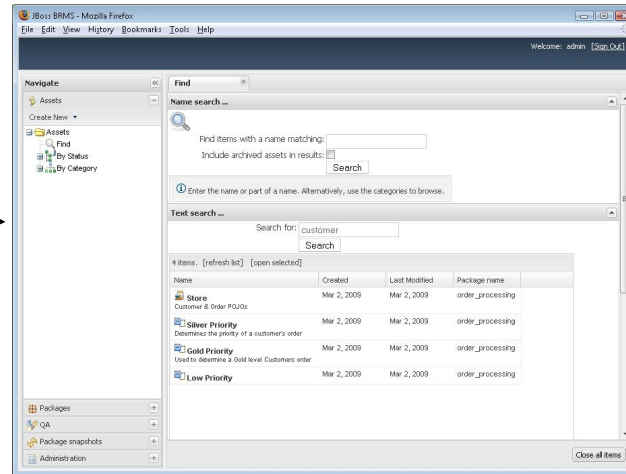 JBoss BRMS - Mozilla Firefox
File Edit View History Bookmarks Tools Help
Welcome: admin [Sign Out]
Navigate
Assets
Create New
Assets
Find
By Status
By Category
Packages
QA
Package snapshots
Administration
Find
Name search ...
Find items with a name matching:
Include archived assets in results:
Search
Enter the name or part of a name. Alternatively, use the categories to browse.
Text search ...
Search for: customer
Search
4 items. [refresh list] [open selected]
Name Created Last Modified Package name
Store Mar 2, 2009 Mar 2, 2009 order_processing
Customer & Order POJOs
Silver Priority Mar 2, 2009 Mar 2, 2009 order_processing
Determines the priority of a customer's order
Gold Priority Mar 2, 2009 Mar 2, 2009 order_processing
Used to determine a Gold level Customers order
Low Priority Mar 2, 2009 Mar 2, 2009 order_processing
Close all items